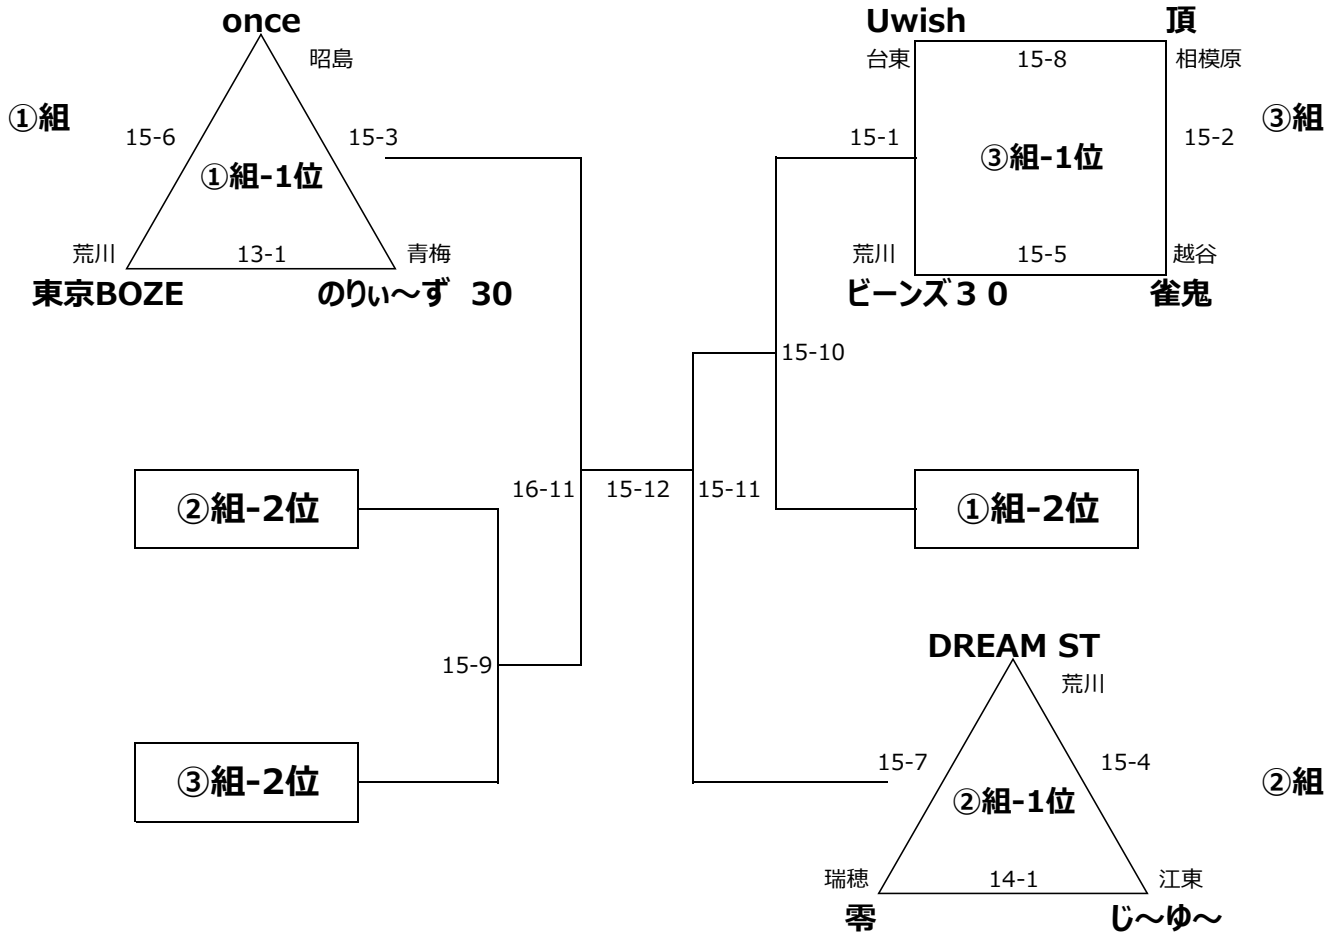 once
昭島
①組
15-6
15-3
①組-1位
荒川
13-1
青梅
東京BOZE
のりぃ～ず 30
Uwish
頂
台東
15-8
相模原
③組
15-1
③組-1位
15-2
荒川
15-5
越谷
ビーンズ３０
雀鬼
15-10
②組-2位
16-11
15-12
15-11
①組-2位
15-9
③組-2位
DREAM ST
荒川
15-7
15-4
②組
②組-1位
瑞穂
14-1
江東
零
じ～ゆ～